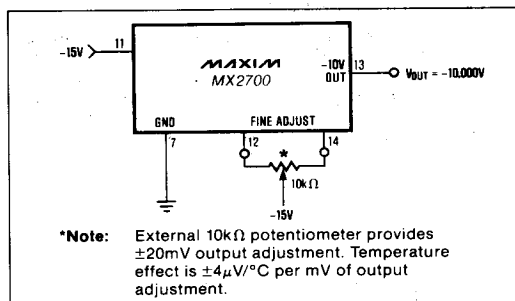 -15V
11
MAXIM
MX2700
-10V
OUT
13
VOUT = -10.000V
GND
FINE ADJUST
7
12
*
14
10kΩ
-15V
*Note: External 10kΩ potentiometer provides
±20mV output adjustment. Temperature
effect is ±4μV/°C per mV of output
adjustment.